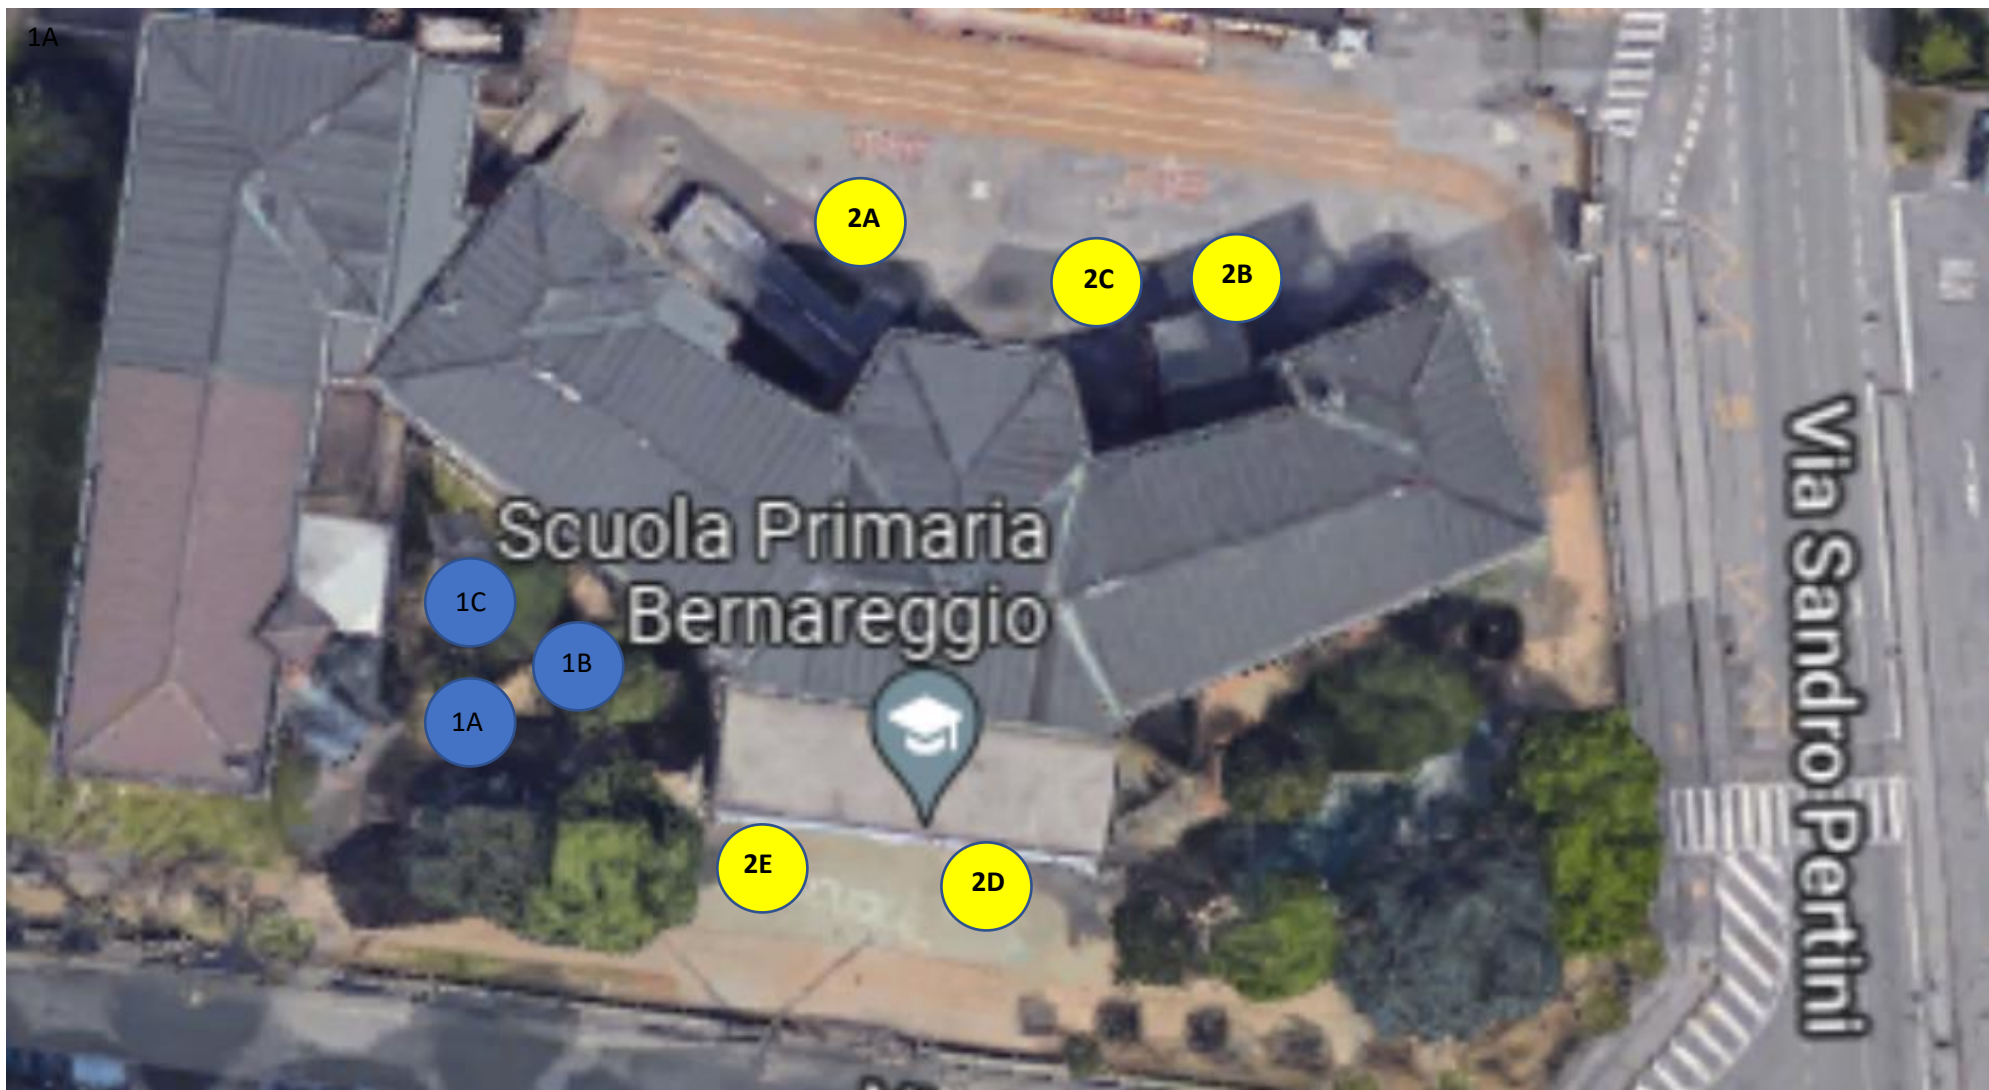 1A
2A
2C
2B
Scuola Primaria
Bernareggio
1C
1B
1A
2E
2D
Via Sandro Pertini